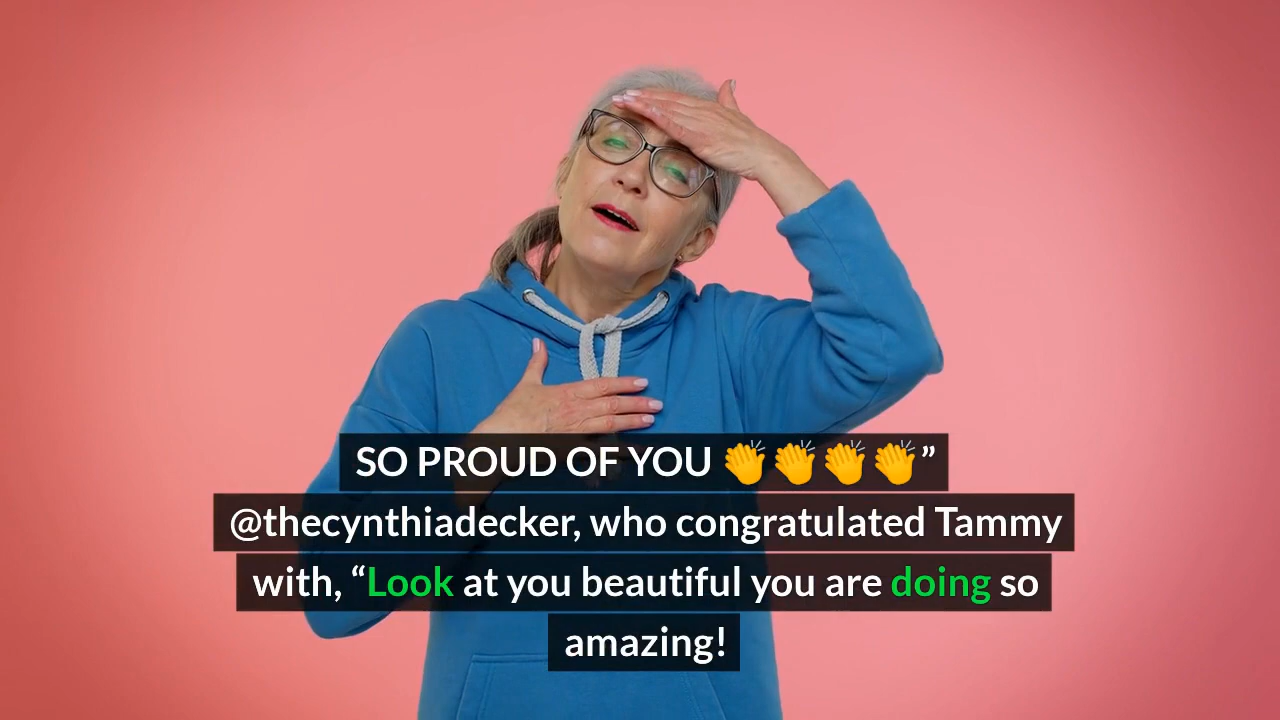 SO PROUD OF YOU 👏👏👏👏”
@thecynthiadecker, who congratulated Tammy
with, “Look at you beautiful you are doing so
amazing!